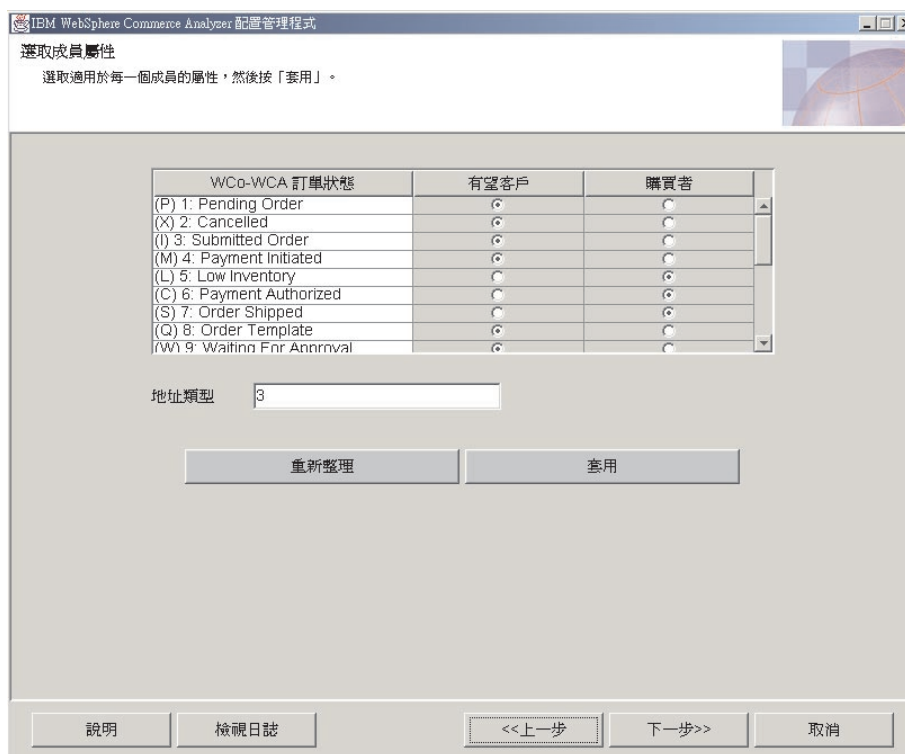 IBM WebSphere Commerce Analyzer 配置管理程式
選取成員屬性
選取適用於每一個成員的屬性，然後按「套用」。
WCo-WCA 訂單狀態 有望客戶 購買者
(P) 1: Pending Order
(X) 2: Cancelled
(I) 3: Submitted Order
(M) 4: Payment Initiated
(L) 5: Low Inventory
(C) 6: Payment Authorized
(S) 7: Order Shipped
(Q) 8: Order Template
(W) 9: Waiting For Approval
地址類型 3
重新整理 套用
說明 檢視日誌 <<上一步 下一步>> 取消